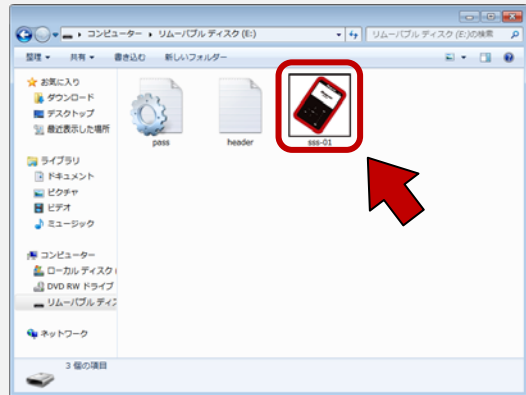 コンピューター ▸ リムーバブル ディスク (E:)
リムーバブル ディスク (E:)の検索
整理 共有 書き込む 新しいフォルダー
お気に入り
ダウンロード
デスクトップ
最近表示した場所
pass header sss-01
ライブラリ
ドキュメント
ピクチャ
ビデオ
ミュージック
コンピューター
ローカル ディスク (
DVD RW ドライブ
リムーバブル ディス
ネットワーク
3 個の項目